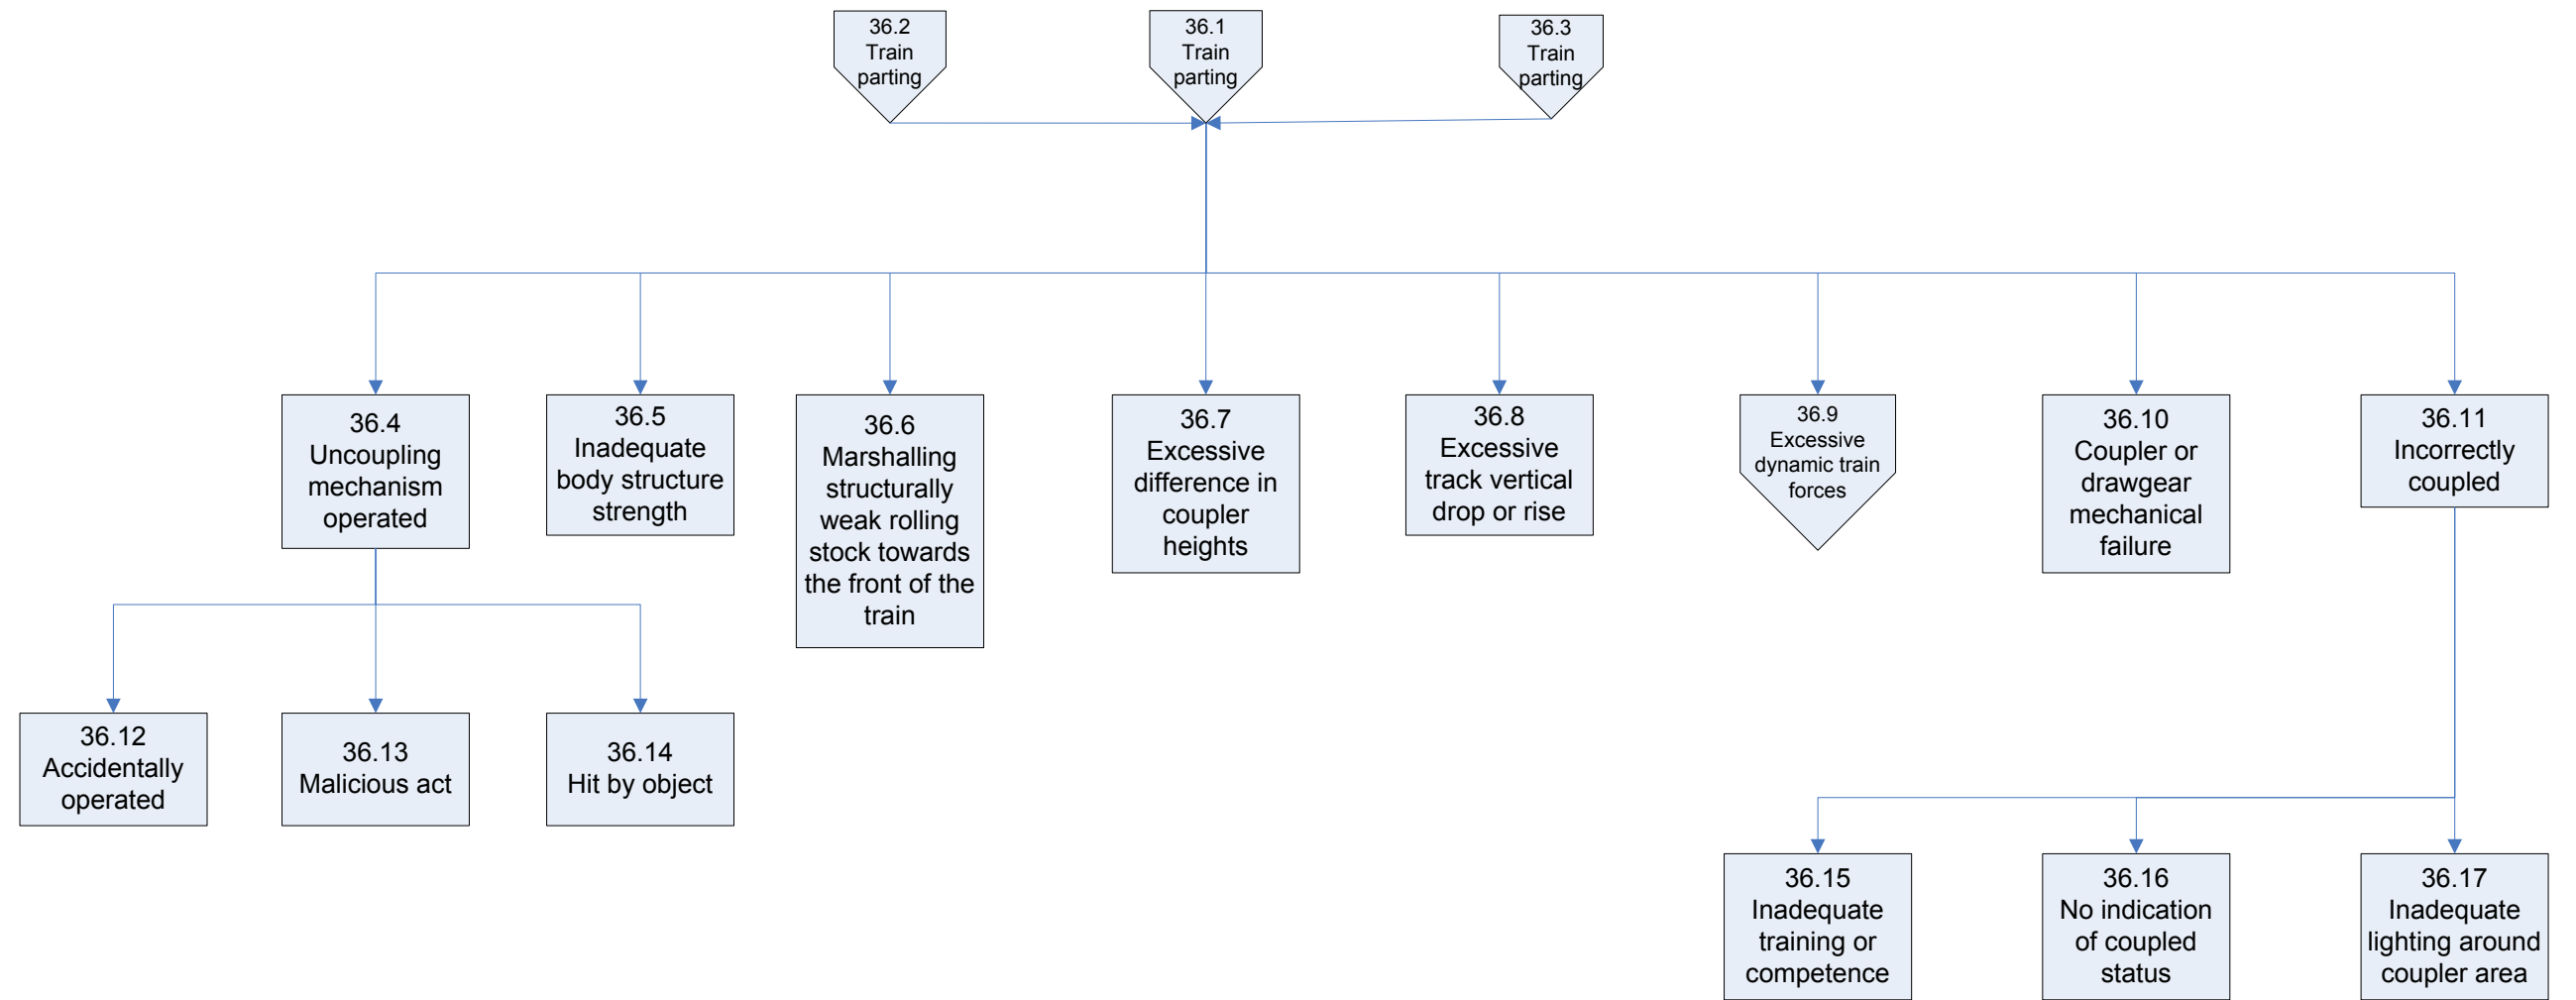 36.2
Train
parting
36.1
Train
parting
36.3
Train
parting
36.4
Uncoupling
mechanism
operated
36.5
Inadequate
body structure
strength
36.6
Marshalling
structurally
weak rolling
stock towards
the front of the
train
36.7
Excessive
difference in
coupler
heights
36.8
Excessive
track vertical
drop or rise
36.9
Excessive
dynamic train
forces
36.10
Coupler or
drawgear
mechanical
failure
36.11
Incorrectly
coupled
36.12
Accidentally
operated
36.13
Malicious act
36.14
Hit by object
36.15
Inadequate
training or
competence
36.16
No indication
of coupled
status
36.17
Inadequate
lighting around
coupler area